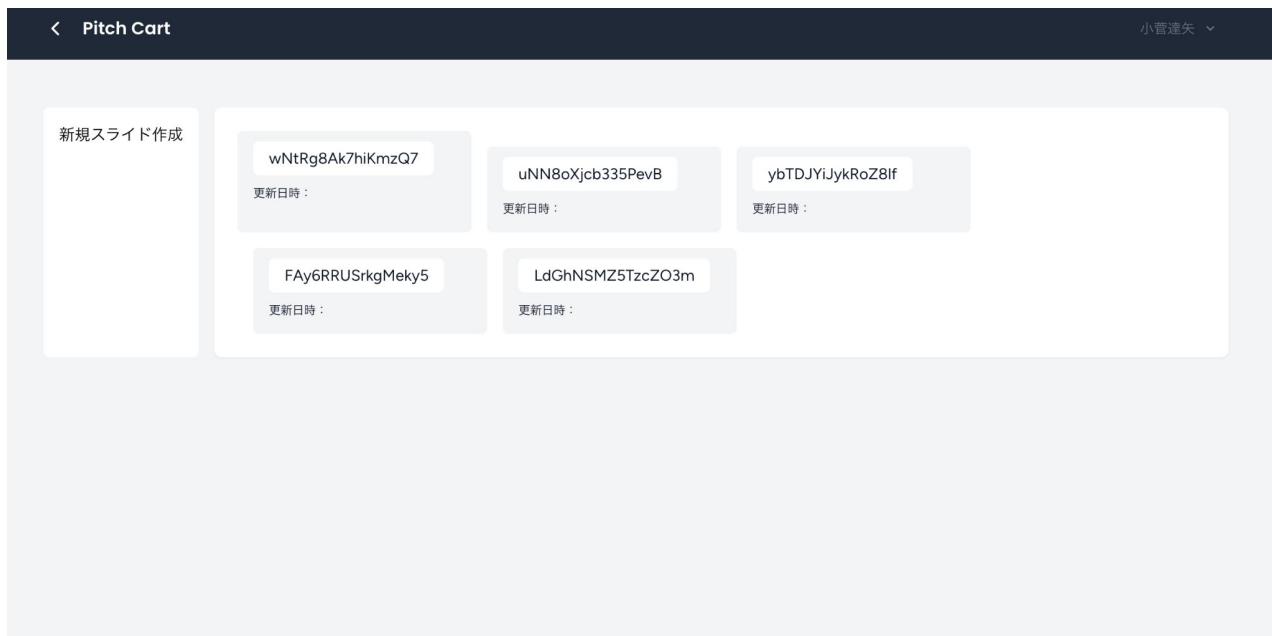 Pitch Cart
小菅達矢
新規スライド作成
wNtRg8Ak7hiKmzQ7
更新日時：
uNN8oXjcb335PevB
更新日時：
ybTDJYiJykRoZ8lf
更新日時：
FAy6RRUSrkgMeky5
更新日時：
LdGhNSMZ5TzcZO3m
更新日時：